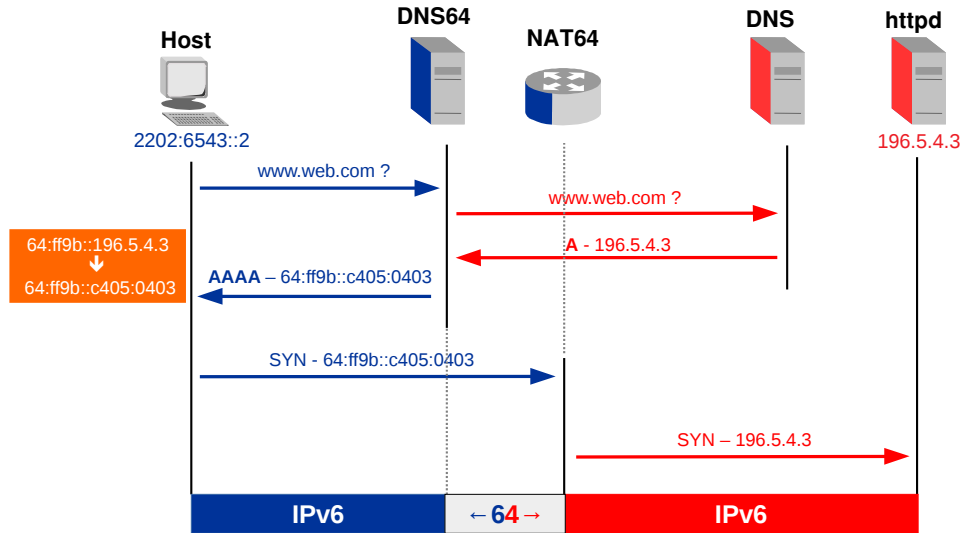 DNS64
DNS
httpd
Host
NAT64
2202:6543::2
196.5.4.3
www.web.com ?
www.web.com ?
64:ff9b::196.5.4.3
↓
64:ff9b::c405:0403
A - 196.5.4.3
AAAA – 64:ff9b::c405:0403
SYN - 64:ff9b::c405:0403
SYN – 196.5.4.3
IPv6
←64→
IPv6